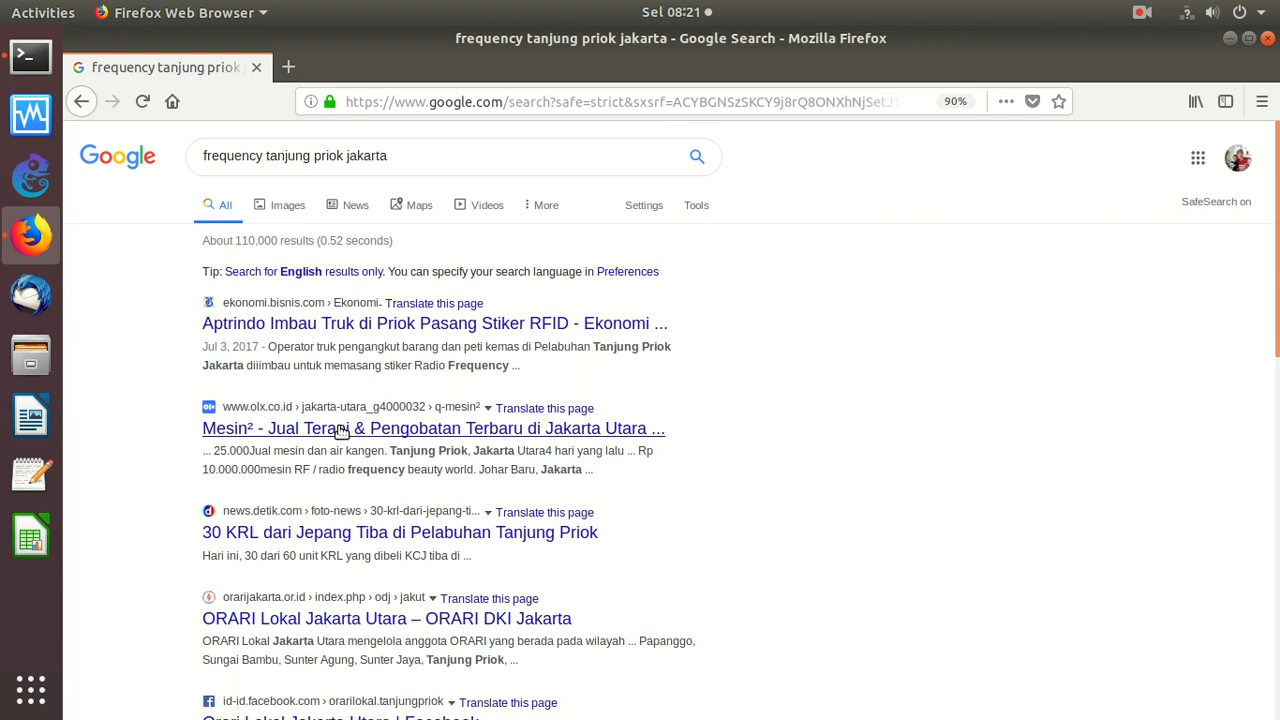 Activities Firefox Web Browser Sel 08:21
frequency tanjung priok jakarta - Google Search - Mozilla Firefox
frequency tanjung priok
https://www.google.com/search?safe=strict&sxsrf=ACYBGNSzSKCY9j8rQ8ONXhNjSetJ 90%
Google frequency tanjung priok jakarta
All Images News Maps Videos More Settings Tools SafeSearch on
About 110,000 results (0.52 seconds)
Tip: Search for English results only. You can specify your search language in Preferences
ekonomi.bisnis.com › Ekonomi Translate this page
Aptrindo Imbau Truk di Priok Pasang Stiker RFID - Ekonomi ...
Jul 3, 2017 - Operator truk pengangkut barang dan peti kemas di Pelabuhan Tanjung Priok
Jakarta diiimbau untuk memasang stiker Radio Frequency ...
www.olx.co.id › jakarta-utara_g4000032 › q-mesin² Translate this page
Mesin² - Jual Terapi & Pengobatan Terbaru di Jakarta Utara ...
... 25.000Jual mesin dan air kangen. Tanjung Priok, Jakarta Utara4 hari yang lalu ... Rp
10.000.000mesin RF / radio frequency beauty world. Johar Baru, Jakarta ...
news.detik.com › foto-news › 30-krl-dari-jepang-ti... Translate this page
30 KRL dari Jepang Tiba di Pelabuhan Tanjung Priok
Hari ini, 30 dari 60 unit KRL yang dibeli KCJ tiba di ...
orarijakarta.or.id › index.php › odj › jakut Translate this page
ORARI Lokal Jakarta Utara – ORARI DKI Jakarta
ORARI Lokal Jakarta Utara mengelola anggota ORARI yang berada pada wilayah ... Papanggo,
Sungai Bambu, Sunter Agung, Sunter Jaya, Tanjung Priok, ...
id-id.facebook.com › orarilokal.tanjungpriok Translate this page
Orari Lokal Jakarta Utara | Facebook